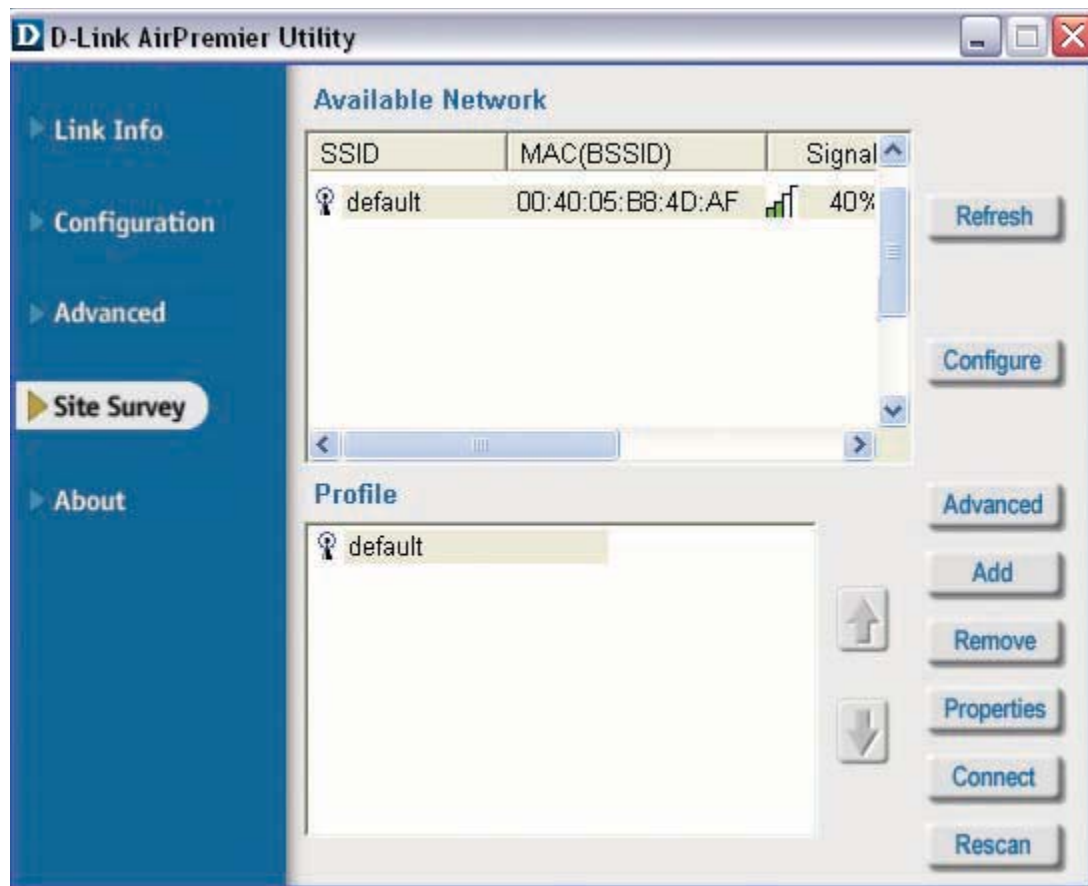 D D-Link AirPremier Utility
Link Info
Configuration
Advanced
Site Survey
About
Available Network
SSID MAC(BSSID) Signal
default 00:40:05:B8:4D:AF 40%
Refresh
Configure
Profile
default
Advanced
Add
Remove
Properties
Connect
Rescan